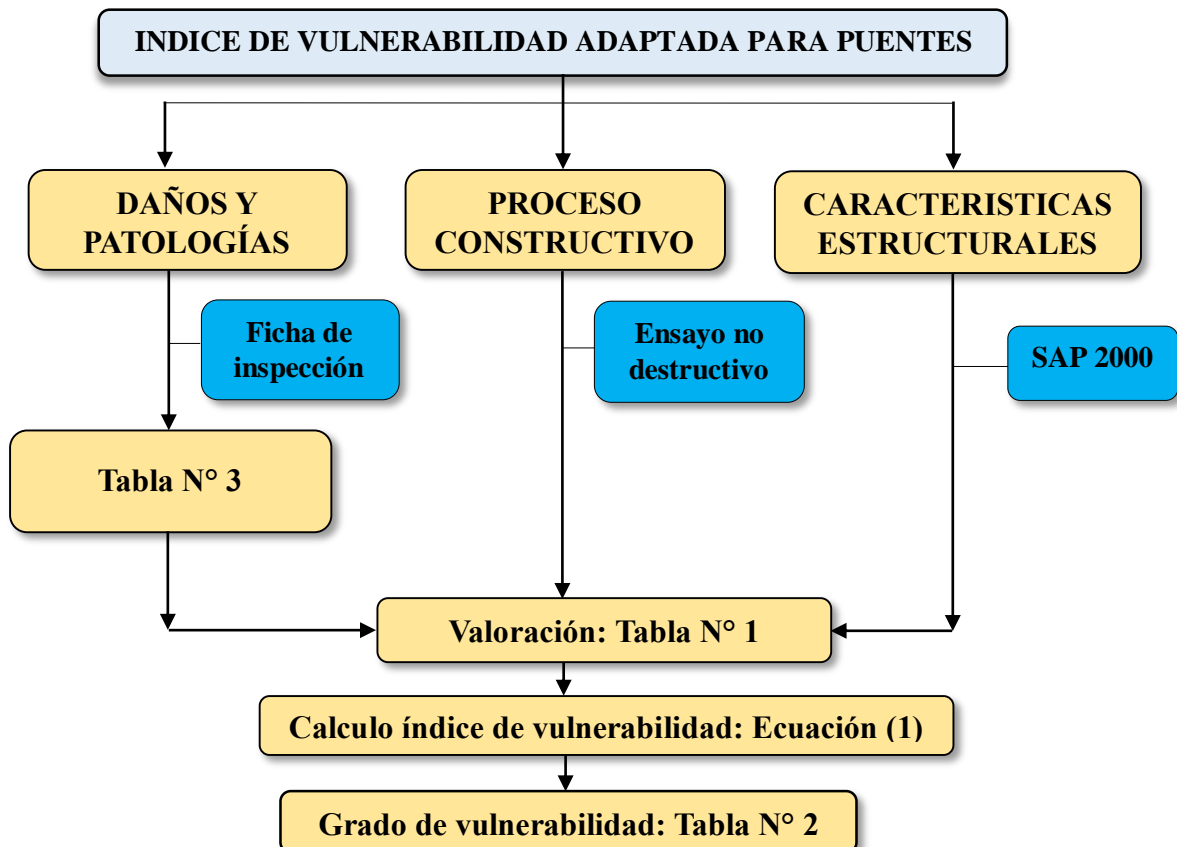 INDICE DE VULNERABILIDAD ADAPTADA PARA PUENTES
DAÑOS Y
PATOLOGÍAS
PROCESO
CONSTRUCTIVO
CARACTERISTICAS
ESTRUCTURALES
Ficha de
inspección
Ensayo no
destructivo
SAP 2000
Tabla N° 3
Valoración: Tabla N° 1
Calculo índice de vulnerabilidad: Ecuación (1)
Grado de vulnerabilidad: Tabla N° 2